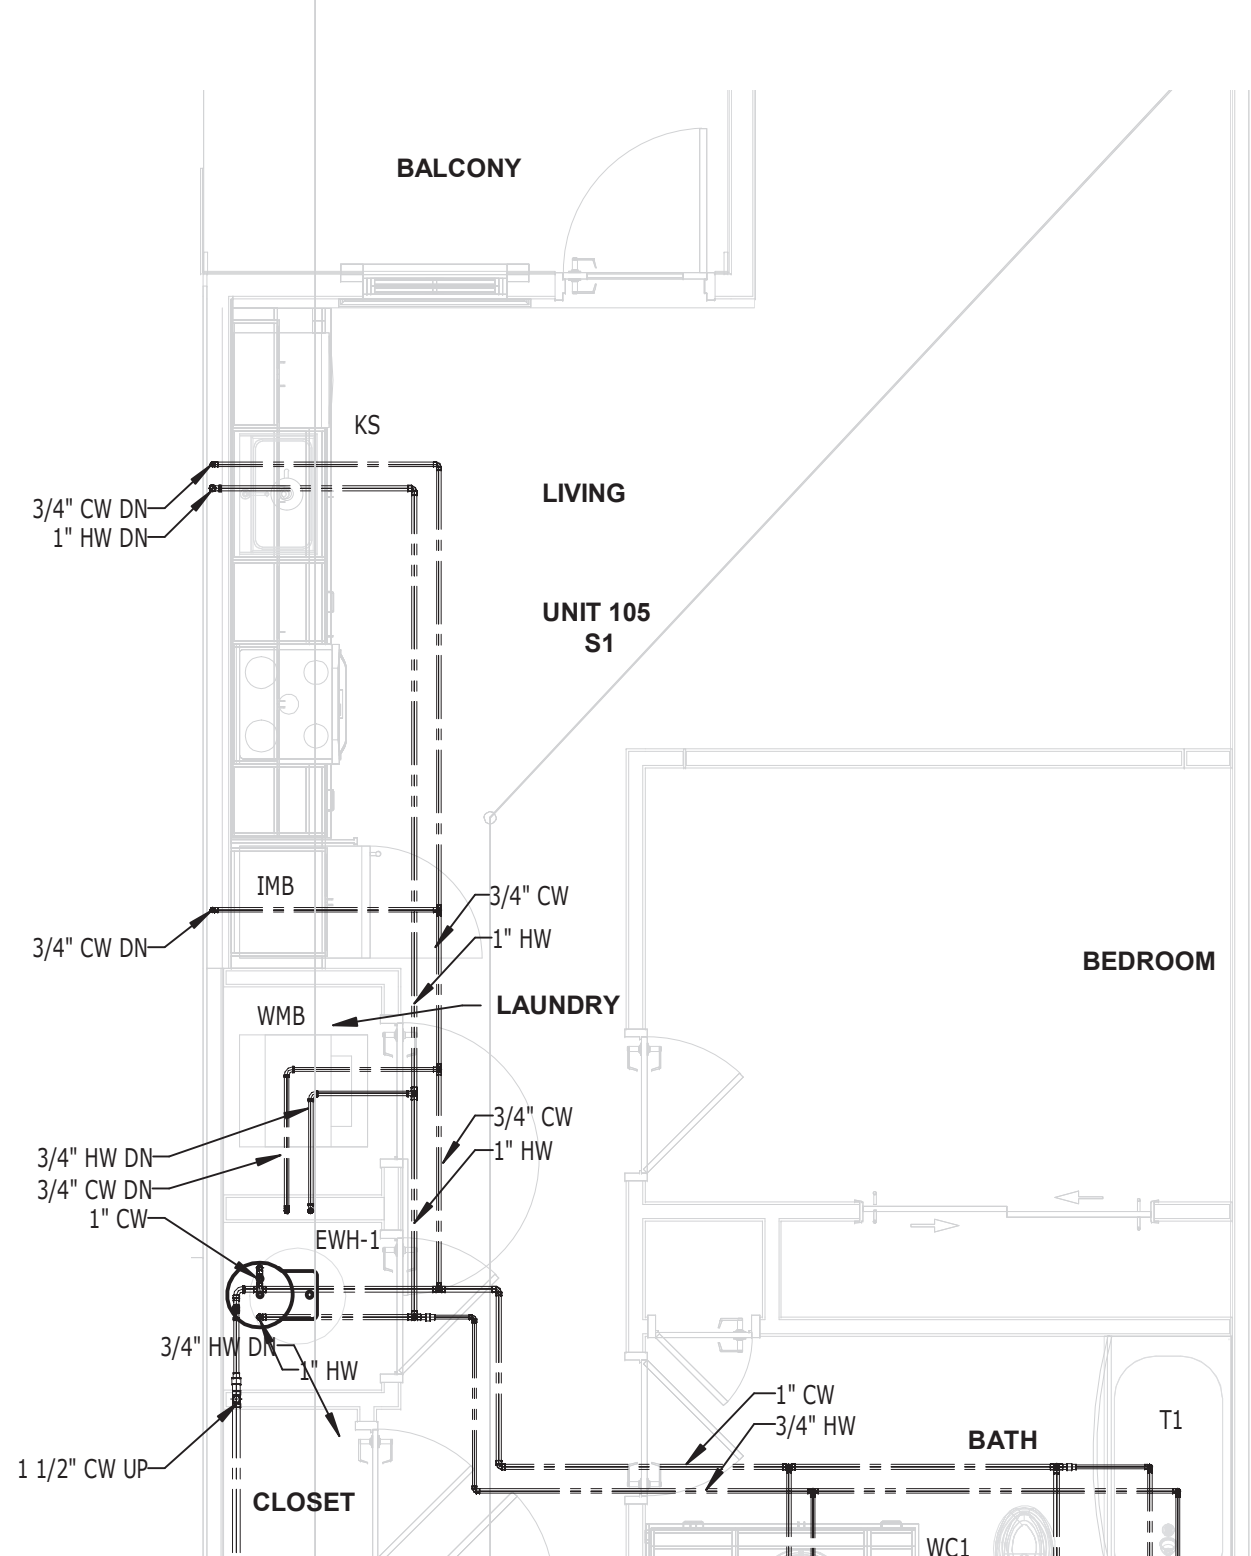 BALCONY
KS
LIVING
3/4" CW DN
1" HW DN
UNIT 105
S1
IMB
3/4" CW
3/4" CW DN
1" HW
BEDROOM
LAUNDRY
WMB
3/4" CW
3/4" HW DN
1" HW
3/4" CW DN
1" CW
EWH-1
3/4" HW DN
1" HW
1" CW
T1
3/4" HW
BATH
1 1/2" CW UP
CLOSET
WC1